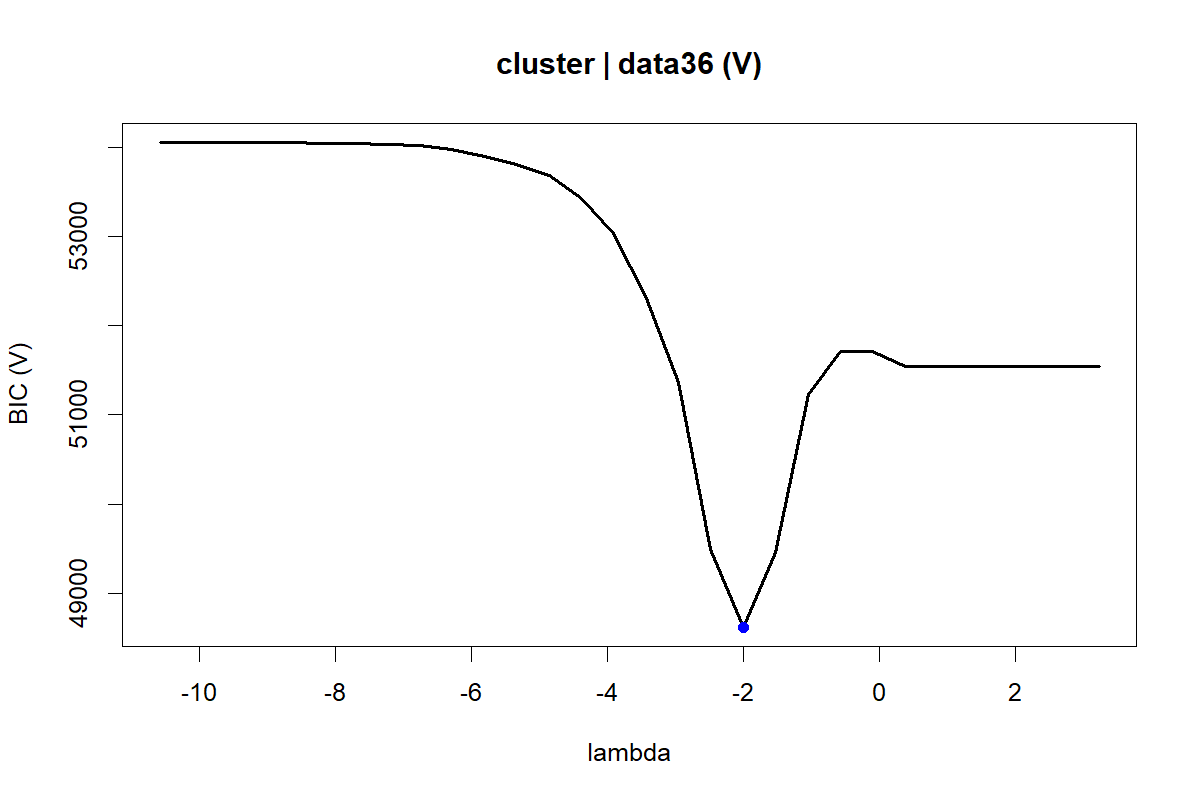 cluster | data36 (V)
BIC (V)
53000
51000
49000
-10 -8 -6 -4 -2 0 2
lambda